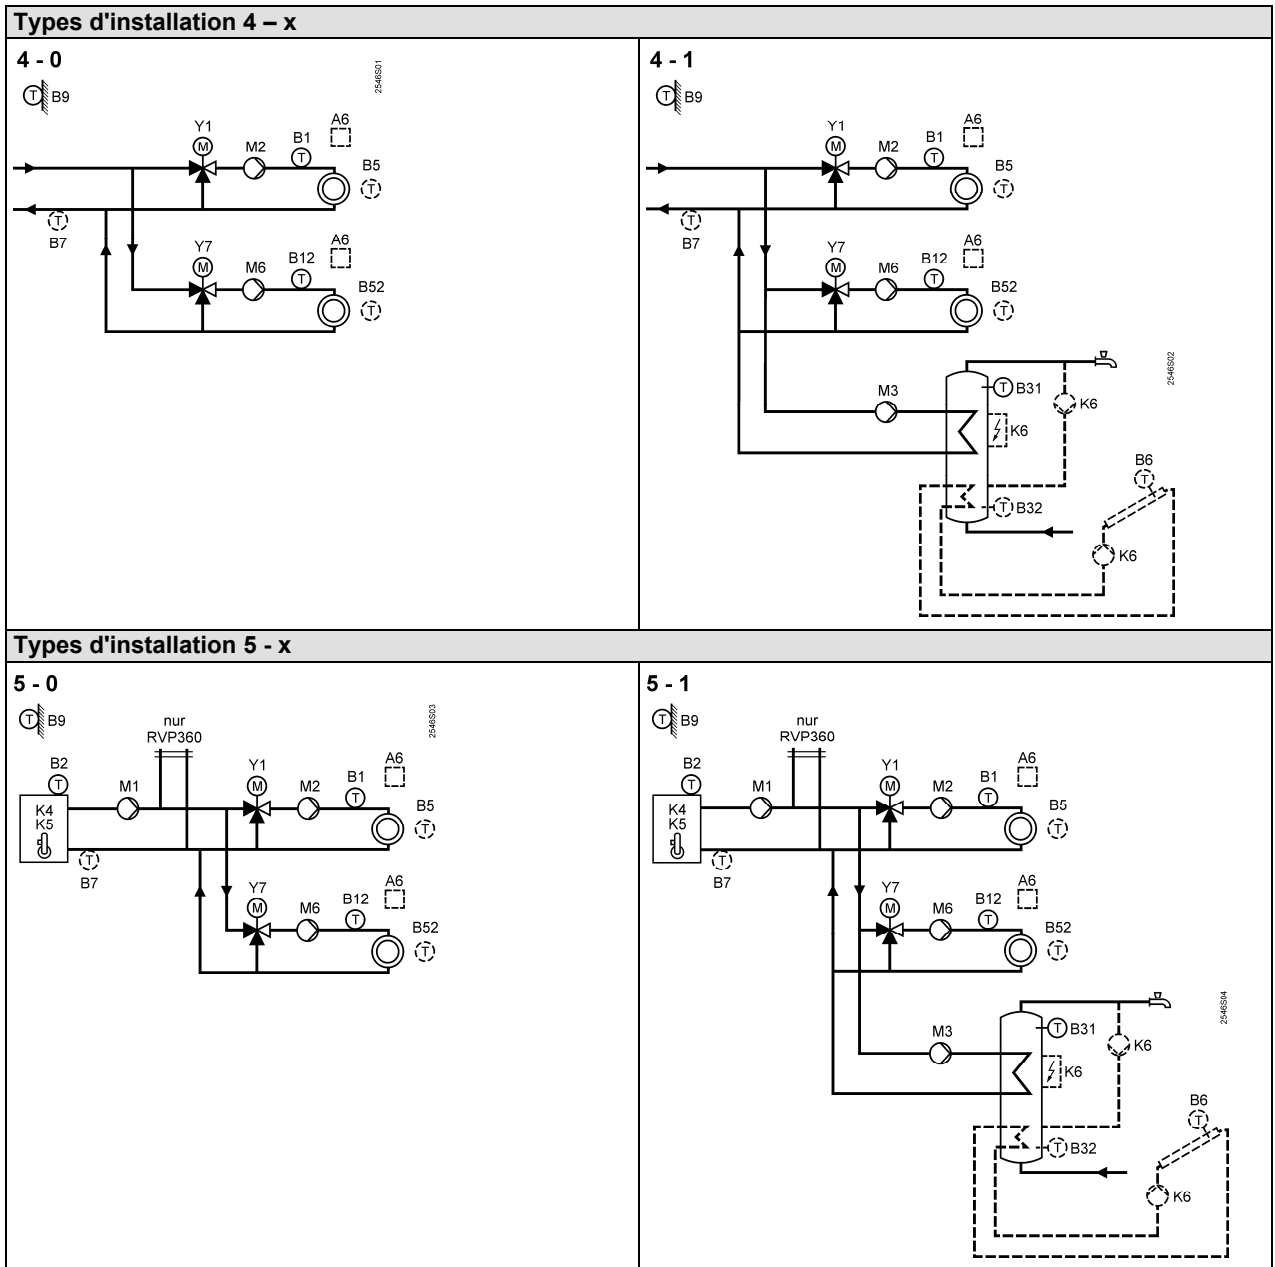 Types d'installation 4 – x
4 - 0
2546S01
T B9
Y1
M
M2
B1
T
A6
B5
T
T
B7
Y7
M
M6
B12
T
A6
B52
T
4 - 1
T B9
Y1
M
M2
B1
T
A6
B5
T
T
B7
Y7
M
M6
B12
T
A6
B52
T
2546S02
M3
T B31
K6
K6
B6
T
T B32
K6
Types d'installation 5 - x
5 - 0
T B9
nur
RVP360
2546S03
B2
T
K4
K5
M1
Y1
M
M2
B1
T
A6
B5
T
T
B7
Y7
M
M6
B12
T
A6
B52
T
5 - 1
T B9
nur
RVP360
B2
T
K4
K5
M1
Y1
M
M2
B1
T
A6
B5
T
T
B7
Y7
M
M6
B12
T
A6
B52
T
2546S04
M3
T B31
K6
K6
B6
T
T B32
K6